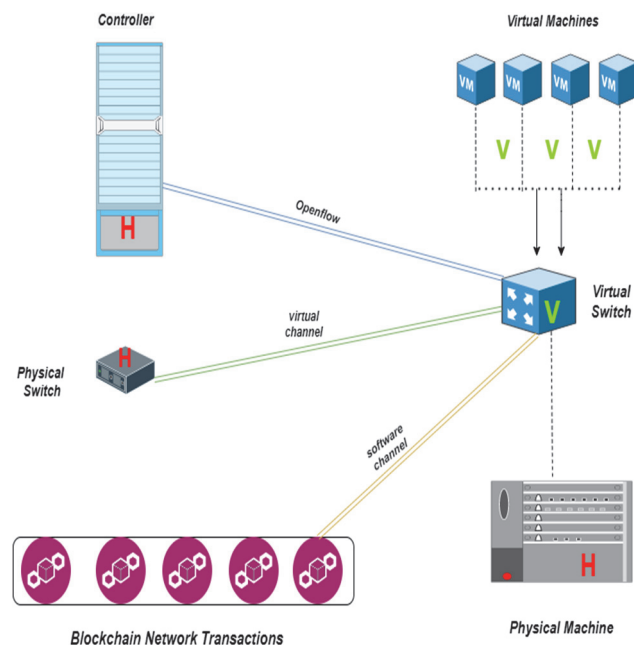 Controller
Virtual Machines
VM VM VM VM
V V V
H
Openflow
virtual
channel
V
Virtual
Switch
H
Physical
Switch
software
channel
H
Physical Machine
Blockchain Network Transactions